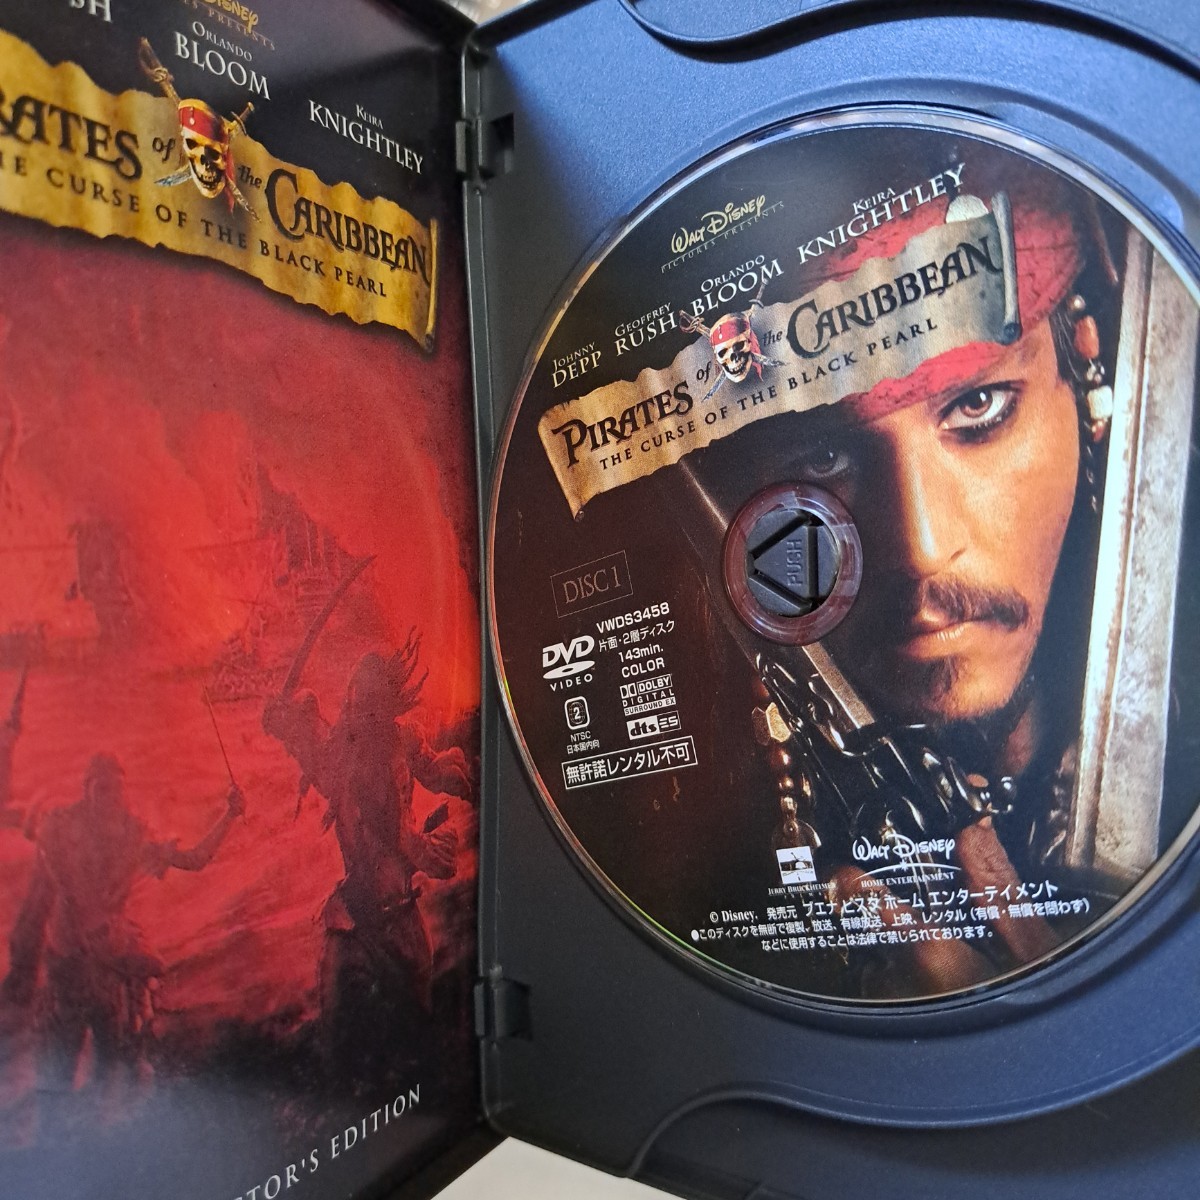 DISNEY
ORLANDO
BLOOM
KEIRA
KNIGHTLEY
of the CARIBBEAN
CURSE OF THE BLACK PEARL
EDITION
WALT DISNEY
PICTURES PRESENTS
JOHNNY
DEPP
GEOFFREY
RUSH
ORLANDO
BLOOM
KEIRA
KNIGHTLEY
PIRATES of the CARIBBEAN
THE CURSE OF THE BLACK PEARL
PUSH
DISC 1
DVD
VIDEO
VWDS3458
片面・2層ディスク
143min.
COLOR
2
NTSC
日本国内向
DOLBY
DIGITAL
SURROUND EX
dts ES
無許諾レンタル不可
JERRY BRUCKHEIMER
FILMS
WALT DISNEY
HOME ENTERTAINMENT
© Disney. 発売元 ブエナ ビスタ ホーム エンターテイメント
●このディスクを無断で複製、放送、有線放送、上映、レンタル(有償・無償を問わず)
などに使用することは法律で禁じられております。